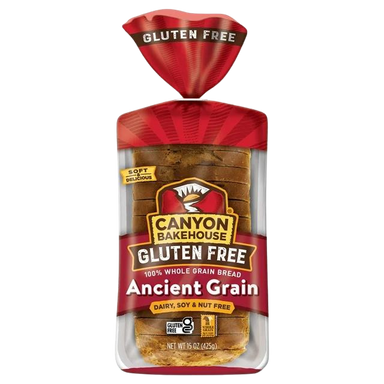 GLUTEN FREE
SOFT
& DELICIOUS
CANYON
BAKEHOUSE
GLUTEN FREE
100% WHOLE GRAIN BREAD
Ancient Grain
DAIRY, SOY & NUT FREE
GLUTEN
FREE
NET WT 15 OZ (425g)